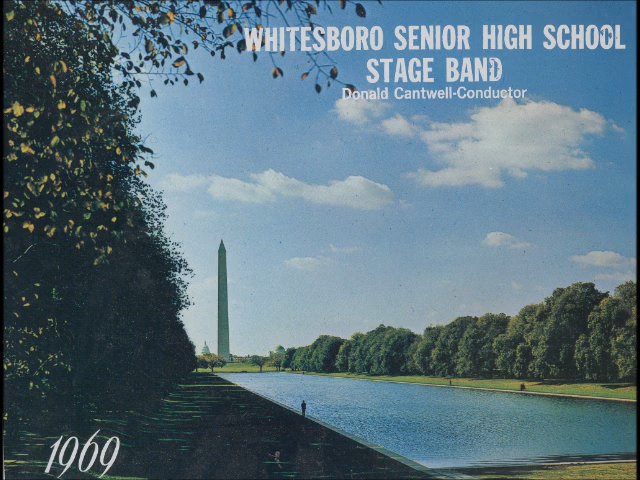 WHITESBORO SENIOR HIGH SCHOOL
STAGE BAND
Donald Cantwell-Conductor
1969